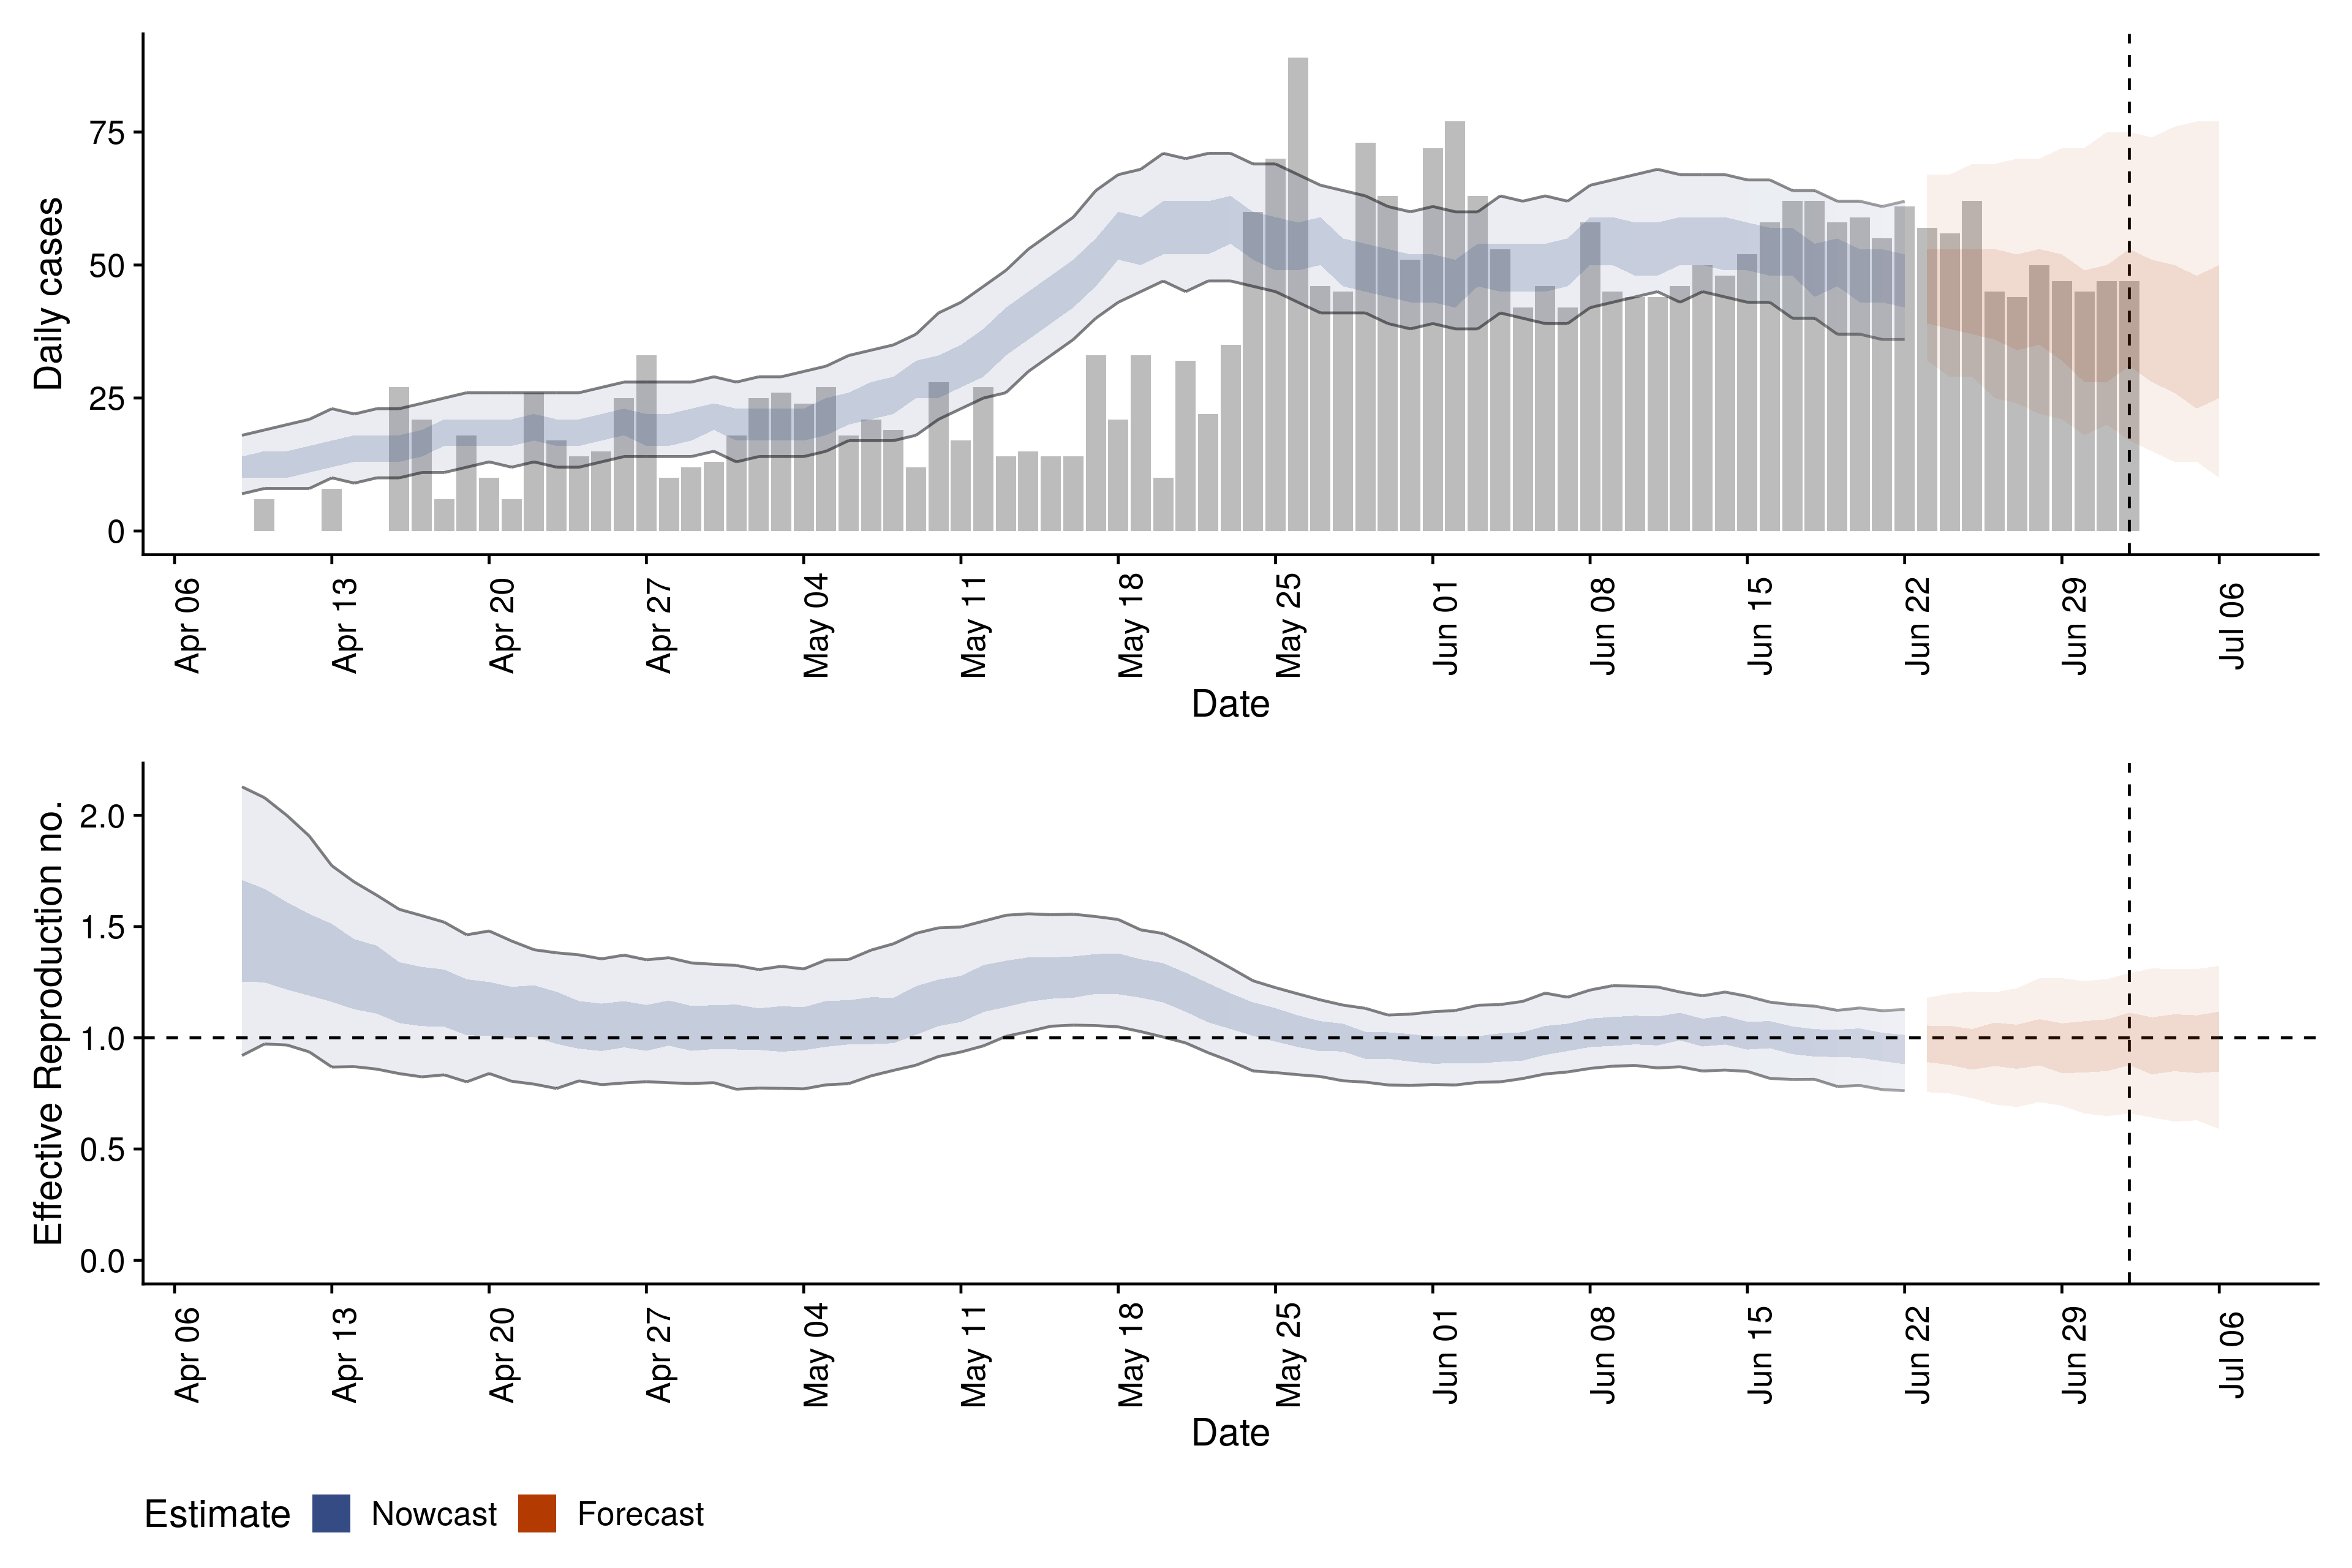 Daily cases
75
50
25
0
Apr 06
Apr 13
Apr 20
Apr 27
May 04
May 11
May 18
May 25
Jun 01
Jun 08
Jun 15
Jun 22
Jun 29
Jul 06
Date
Effective Reproduction no.
2.0
1.5
1.0
0.5
0.0
Apr 06
Apr 13
Apr 20
Apr 27
May 04
May 11
May 18
May 25
Jun 01
Jun 08
Jun 15
Jun 22
Jun 29
Jul 06
Date
Estimate Nowcast Forecast